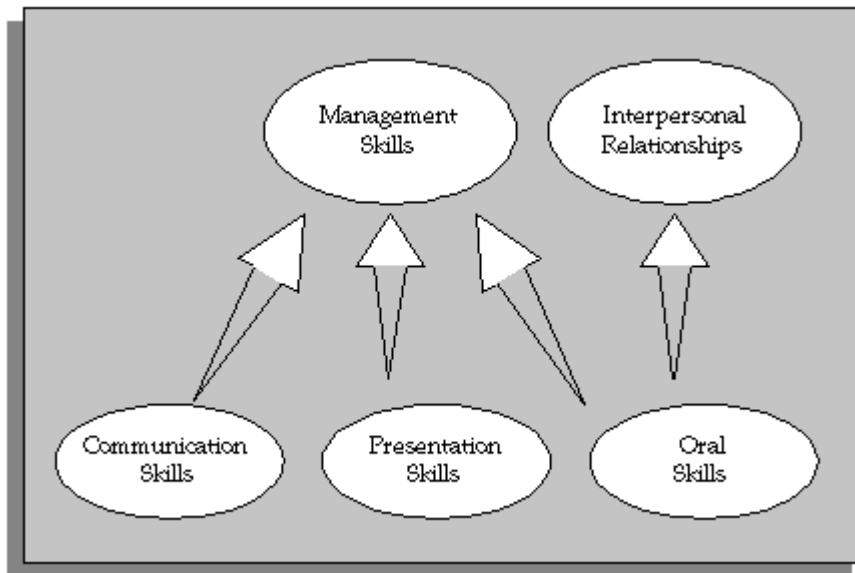 Management
Skills
Interpersonal
Relationships
Communication
Skills
Presentation
Skills
Oral
Skills